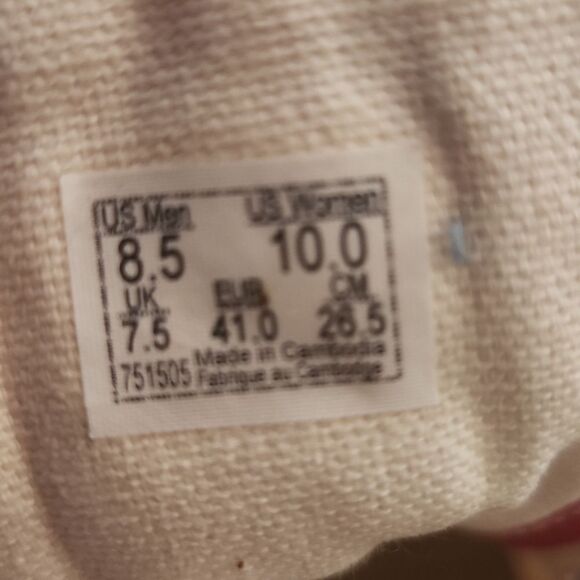 US Men US Women
8.5 10.0
UK EUR CM
7.5 41.0 26.5
751505 Made in Cambodia
Fabrique au Cambodge